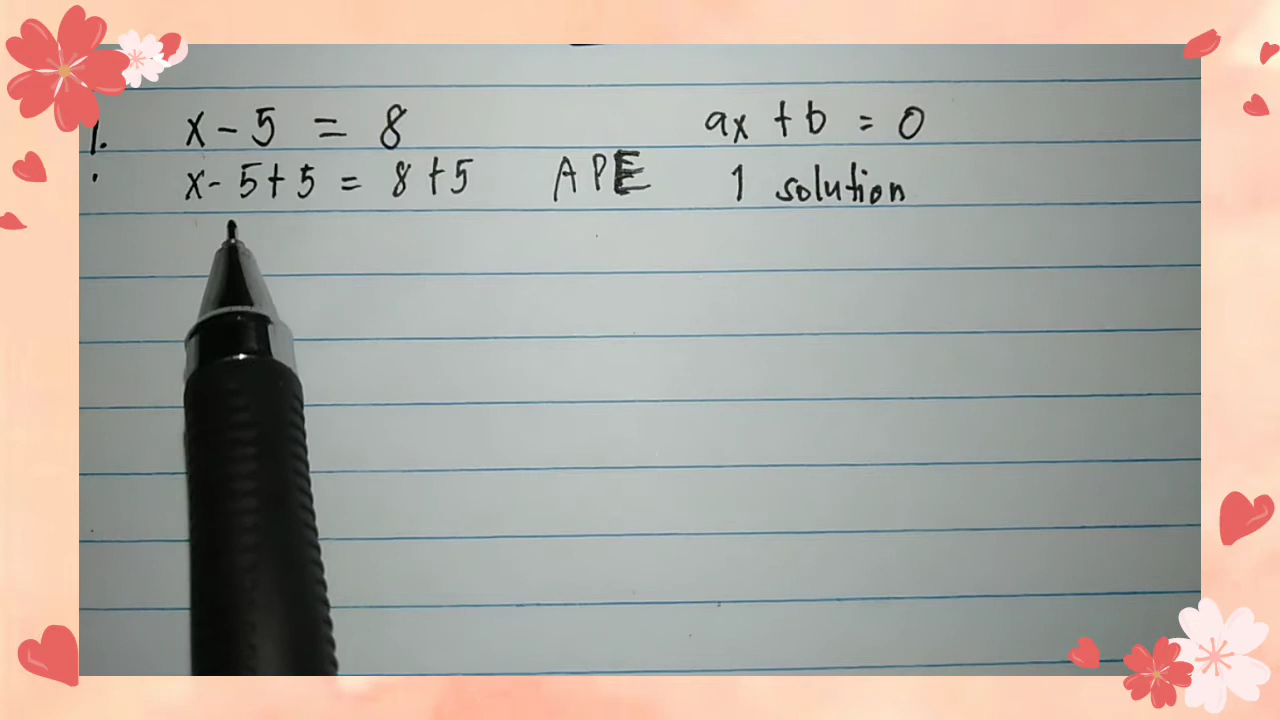 1. x - 5 = 8 ax + b = 0
x - 5 + 5 = 8 + 5 APE 1 solution